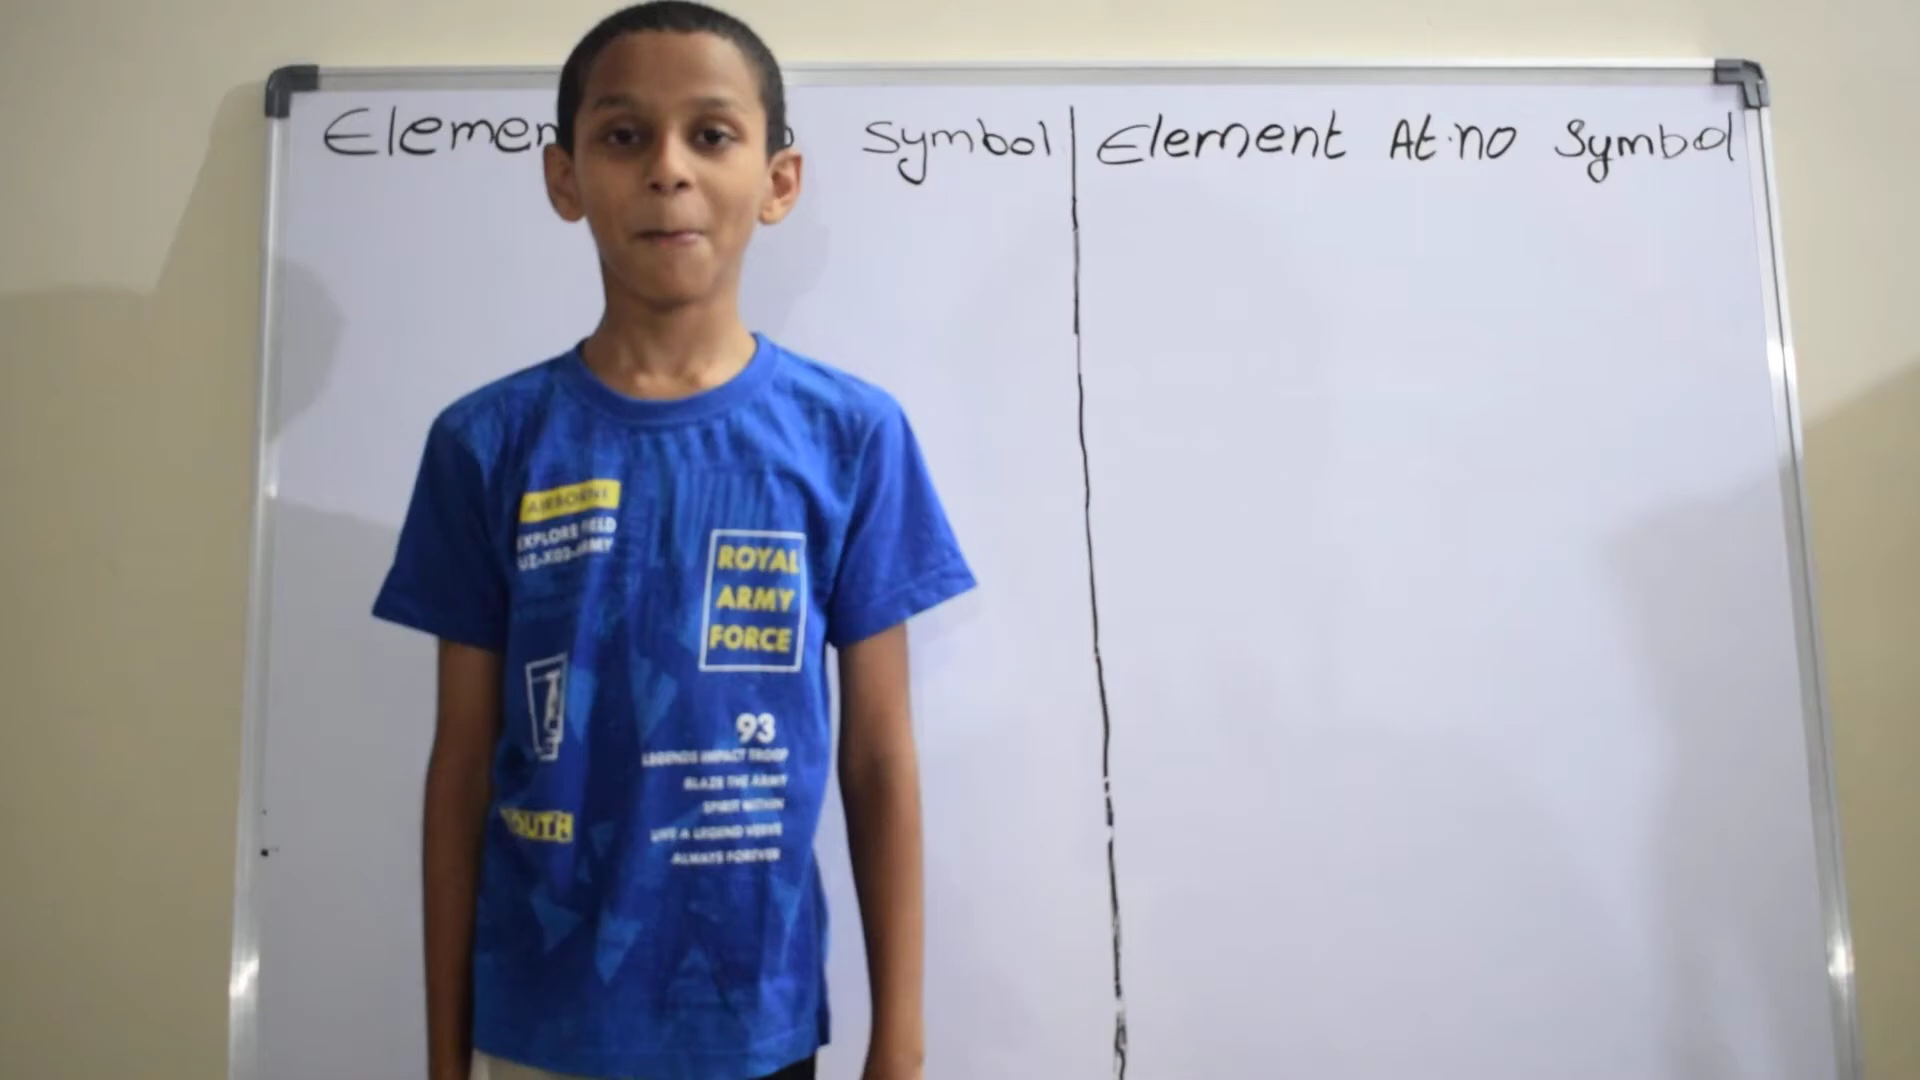 Elemen Symbol Element At.no Symbol
AIRBORNE
EXPLORE FIELD
ROYAL
ARMY
FORCE
93
LEGENDS IMPACT TROOP
BLAZE THE ARMY
SPIRIT WITHIN
LIVE A LEGEND VERVE
ALWAYS FOREVER